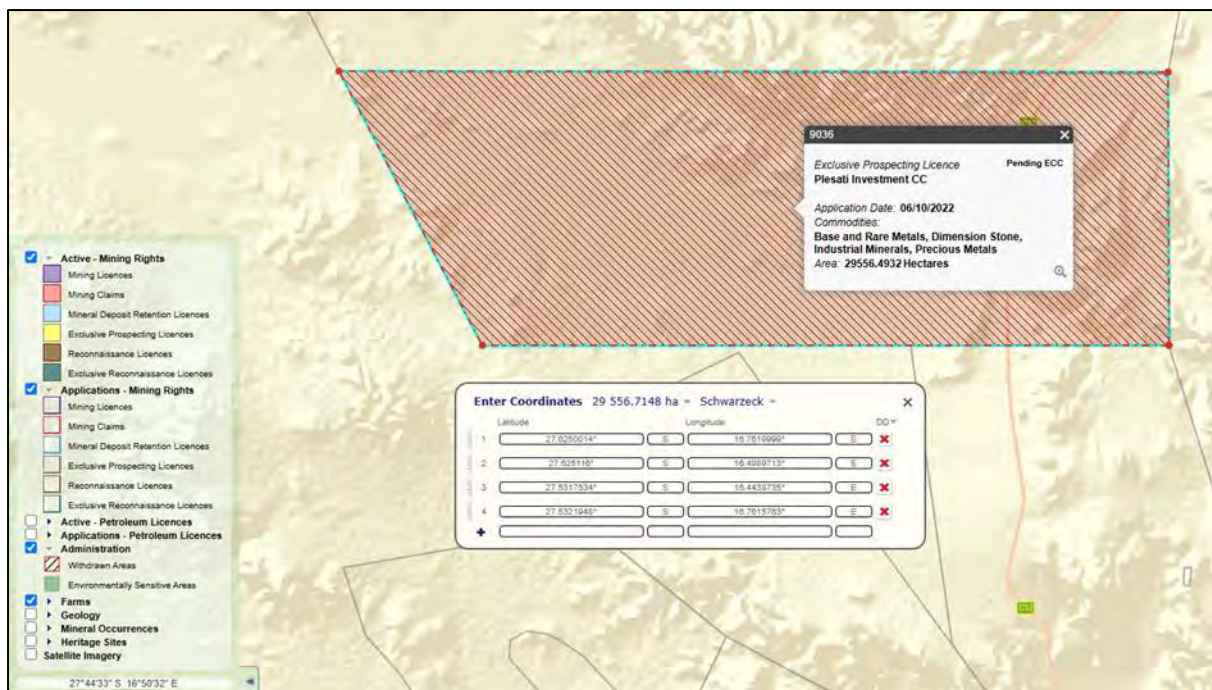 9036
Exclusive Prospecting Licence Pending ECC
Plesati Investment CC
Application Date: 06/10/2022
Commodities:
Base and Rare Metals, Dimension Stone,
Industrial Minerals, Precious Metals
Area: 29556.4932 Hectares
Active - Mining Rights
Mining Licences
Mining Claims
Mineral Deposit Retention Licences
Exclusive Prospecting Licences
Reconnaissance Licences
Exclusive Reconnaissance Licences
Applications - Mining Rights
Mining Licences
Mining Claims
Mineral Deposit Retention Licences
Exclusive Prospecting Licences
Reconnaissance Licences
Exclusive Reconnaissance Licences
Active - Petroleum Licences
Applications - Petroleum Licences
Administration
Withdrawn Areas
Environmentally Sensitive Areas
Farms
Geology
Mineral Occurrences
Heritage Sites
Satellite Imagery
27°44'33" S 16°50'32" E
Enter Coordinates 29 556.7148 ha Schwarzeck
Latitude Longitude DD
1 27.6250014° S 16.7619999° E
2 27.625116° S 16.4989713° E
3 27.5317534° S 16.4438735° E
4 27.5321948° S 16.7615763° E